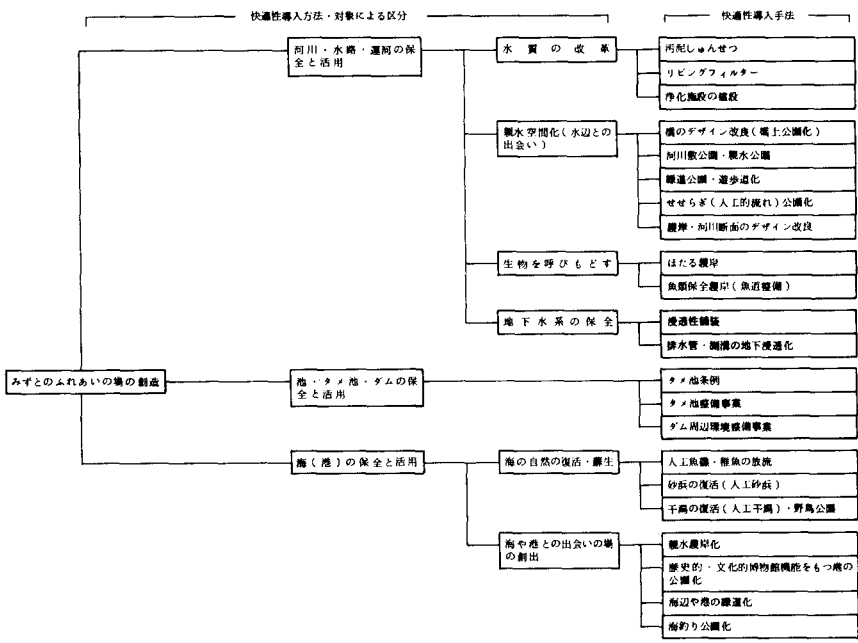 快適性導入方法・対象による区分
快適性導入手法
みずとのふれあいの場の創造
河川・水路・運河の保
全と活用
水質の改革
汚泥しゅんせつ
リビングフィルター
浄化施設の建設
親水空間化(水辺との
出会い)
橋のデザイン改良(橋上公園化)
河川敷公園・親水公園
緑道公園・遊歩道化
せせらぎ(人工的流れ)公園化
護岸・河川断面のデザイン改良
生物を呼びもどす
ほたる護岸
魚類保全護岸(魚道整備)
地下水系の保全
浸透性舗装
排水管・側溝の地下浸透化
池・タメ池・ダムの保
全と活用
タメ池条例
タメ池整備事業
ダム周辺環境整備事業
海(港)の保全と活用
海の自然の復活・蘇生
人工魚礁・稚魚の放流
砂浜の復活(人工砂浜)
干潟の復活(人工干潟)・野鳥公園
海や港との出会いの場
の創出
親水護岸化
歴史的・文化的博物館機能をもつ港の
公園化
海辺や港の緑道化
海釣り公園化